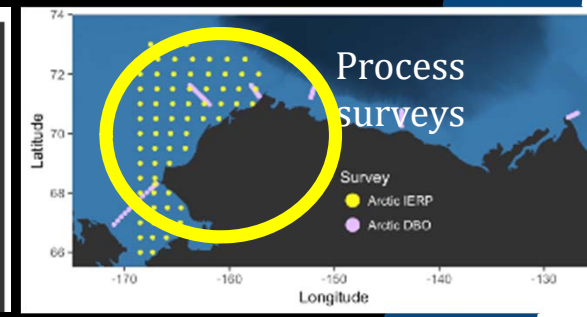 74
72
70
68
66
Latitude
Process
surveys
Survey
Arctic IERP
Arctic DBO
-170
-160
-150
-140
-130
Longitude